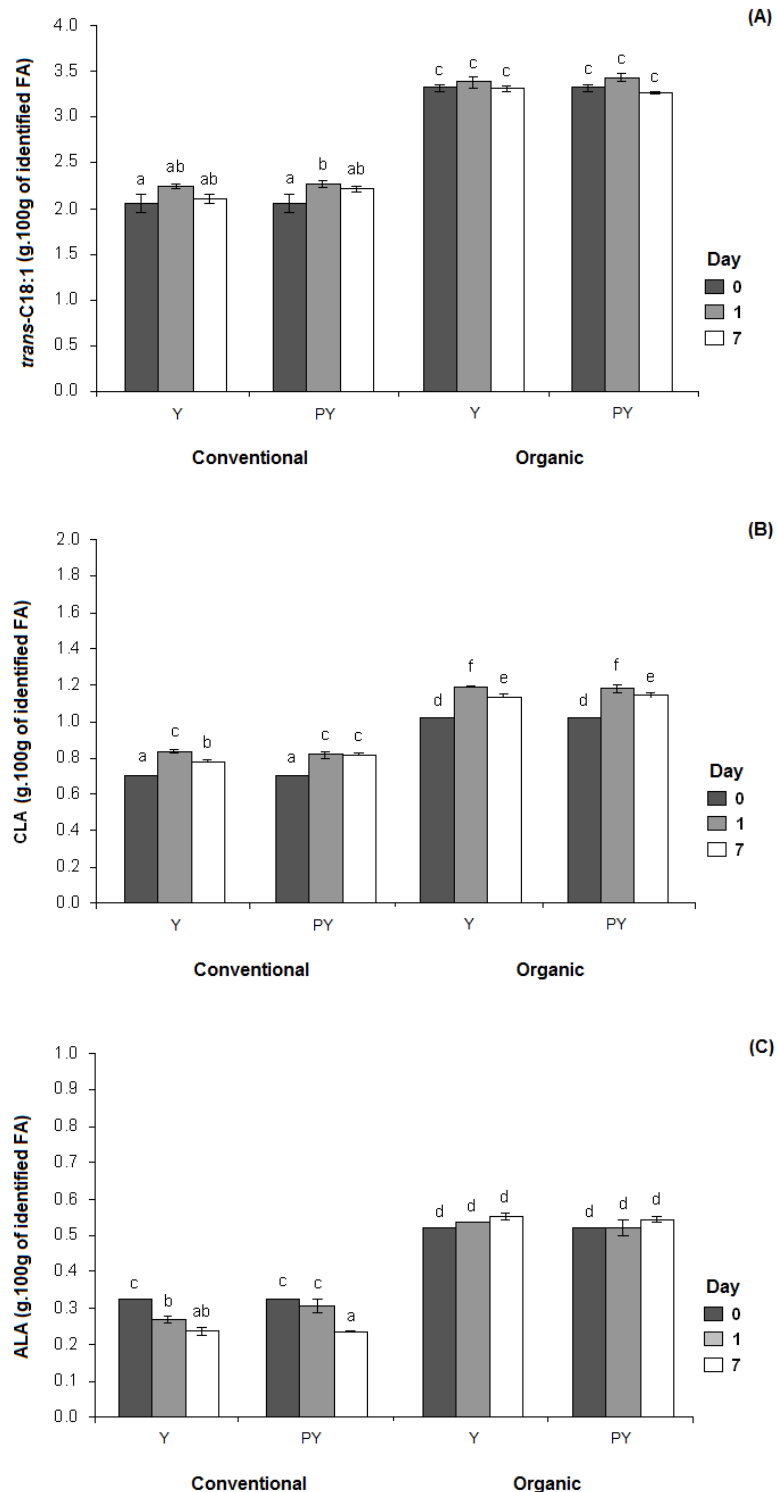 (A)
trans-C18:1 (g.100g of identified FA)
4.0
3.5
3.0
2.5
2.0
1.5
1.0
0.5
0.0
a ab ab a b ab c c c c c c
Y PY Y PY
Conventional Organic
Day
0
1
7
(B)
CLA (g.100g of identified FA)
2.0
1.8
1.6
1.4
1.2
1.0
0.8
0.6
0.4
0.2
0.0
a c b a c c d f e d f e
Y PY Y PY
Conventional Organic
Day
0
1
7
(C)
ALA (g.100g of identified FA)
1.0
0.9
0.8
0.7
0.6
0.5
0.4
0.3
0.2
0.1
0.0
c b ab c c a d d d d d d
Y PY Y PY
Conventional Organic
Day
0
1
7